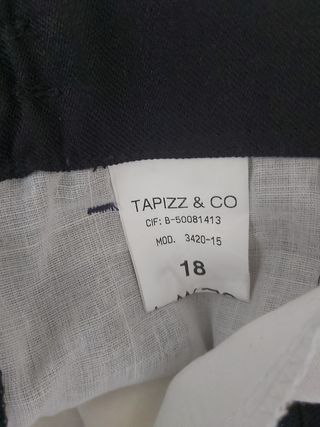 TAPIZZ & CO
CIF: B-50081413
MOD. 3420-15
18